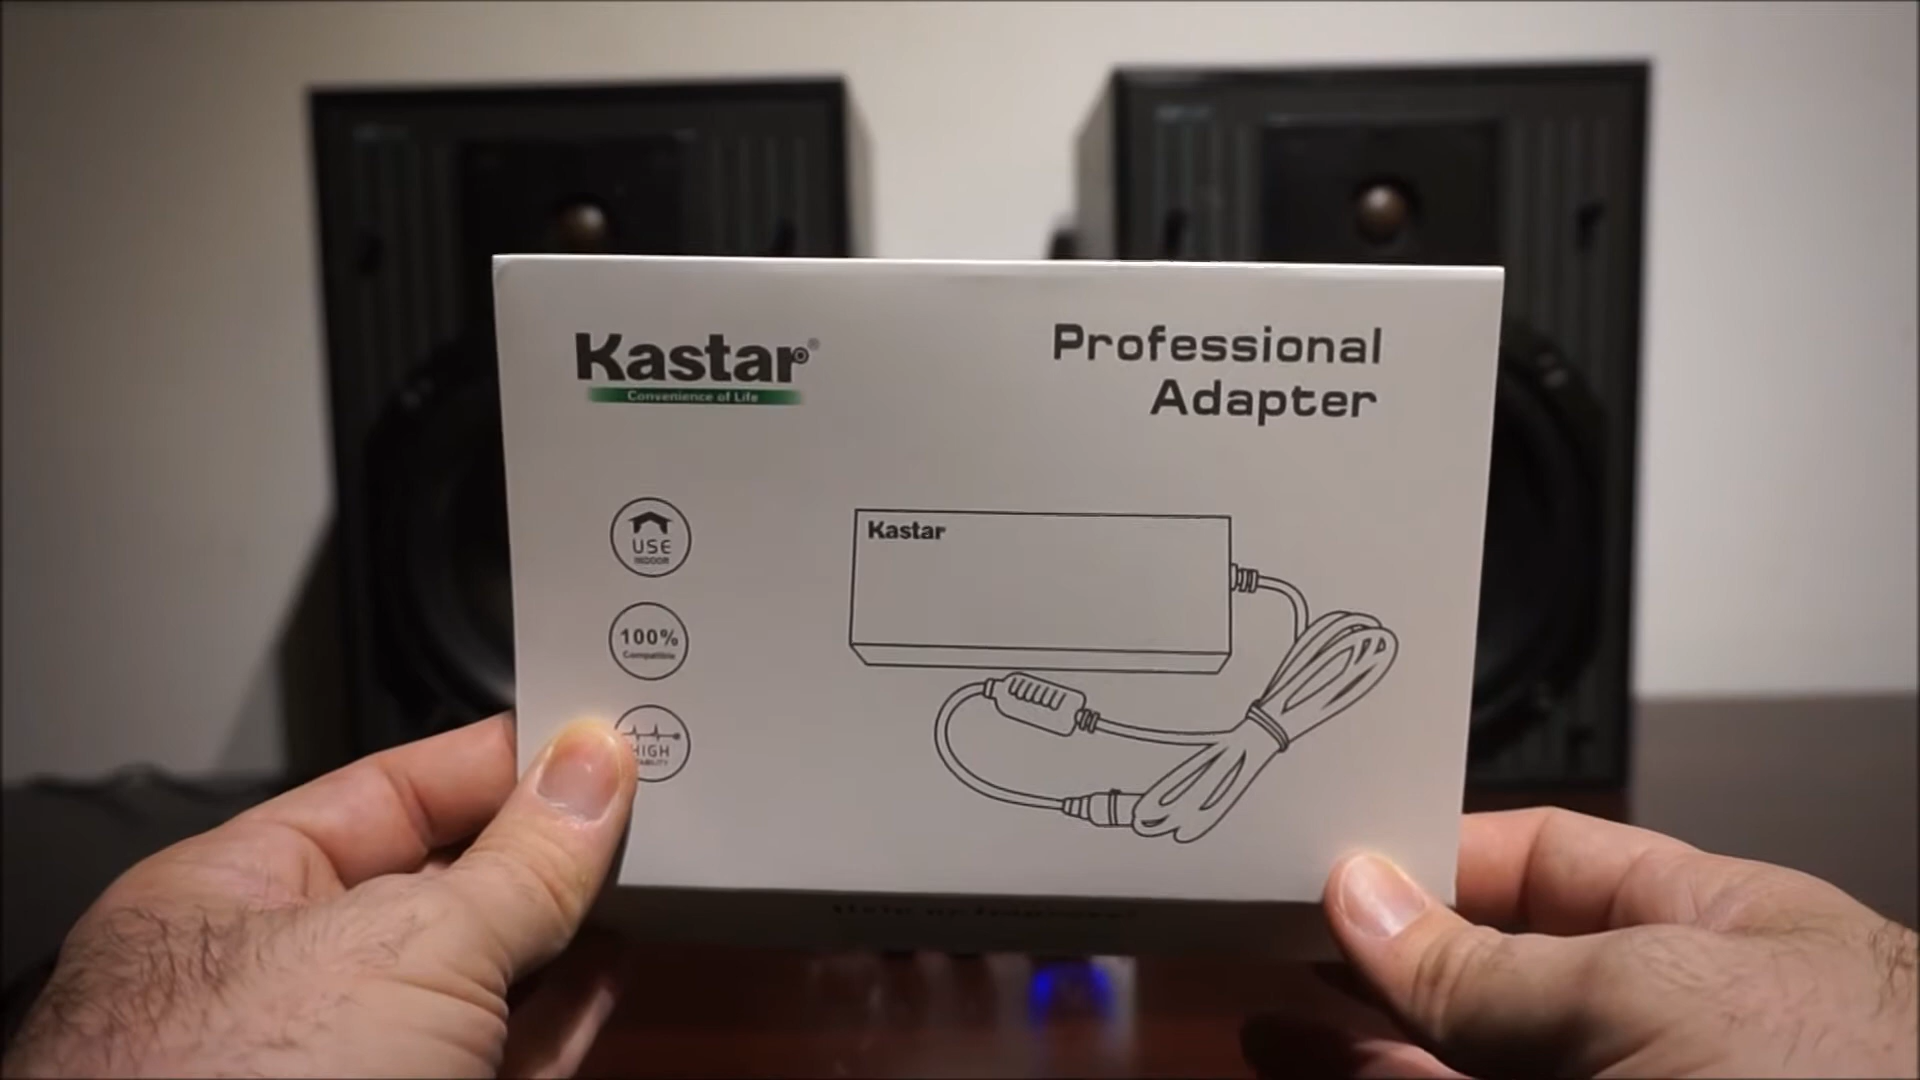 Kastar®
Convenience of Life
Professional
Adapter
USE
INDOOR
100%
Compatible
HIGH
Kastar